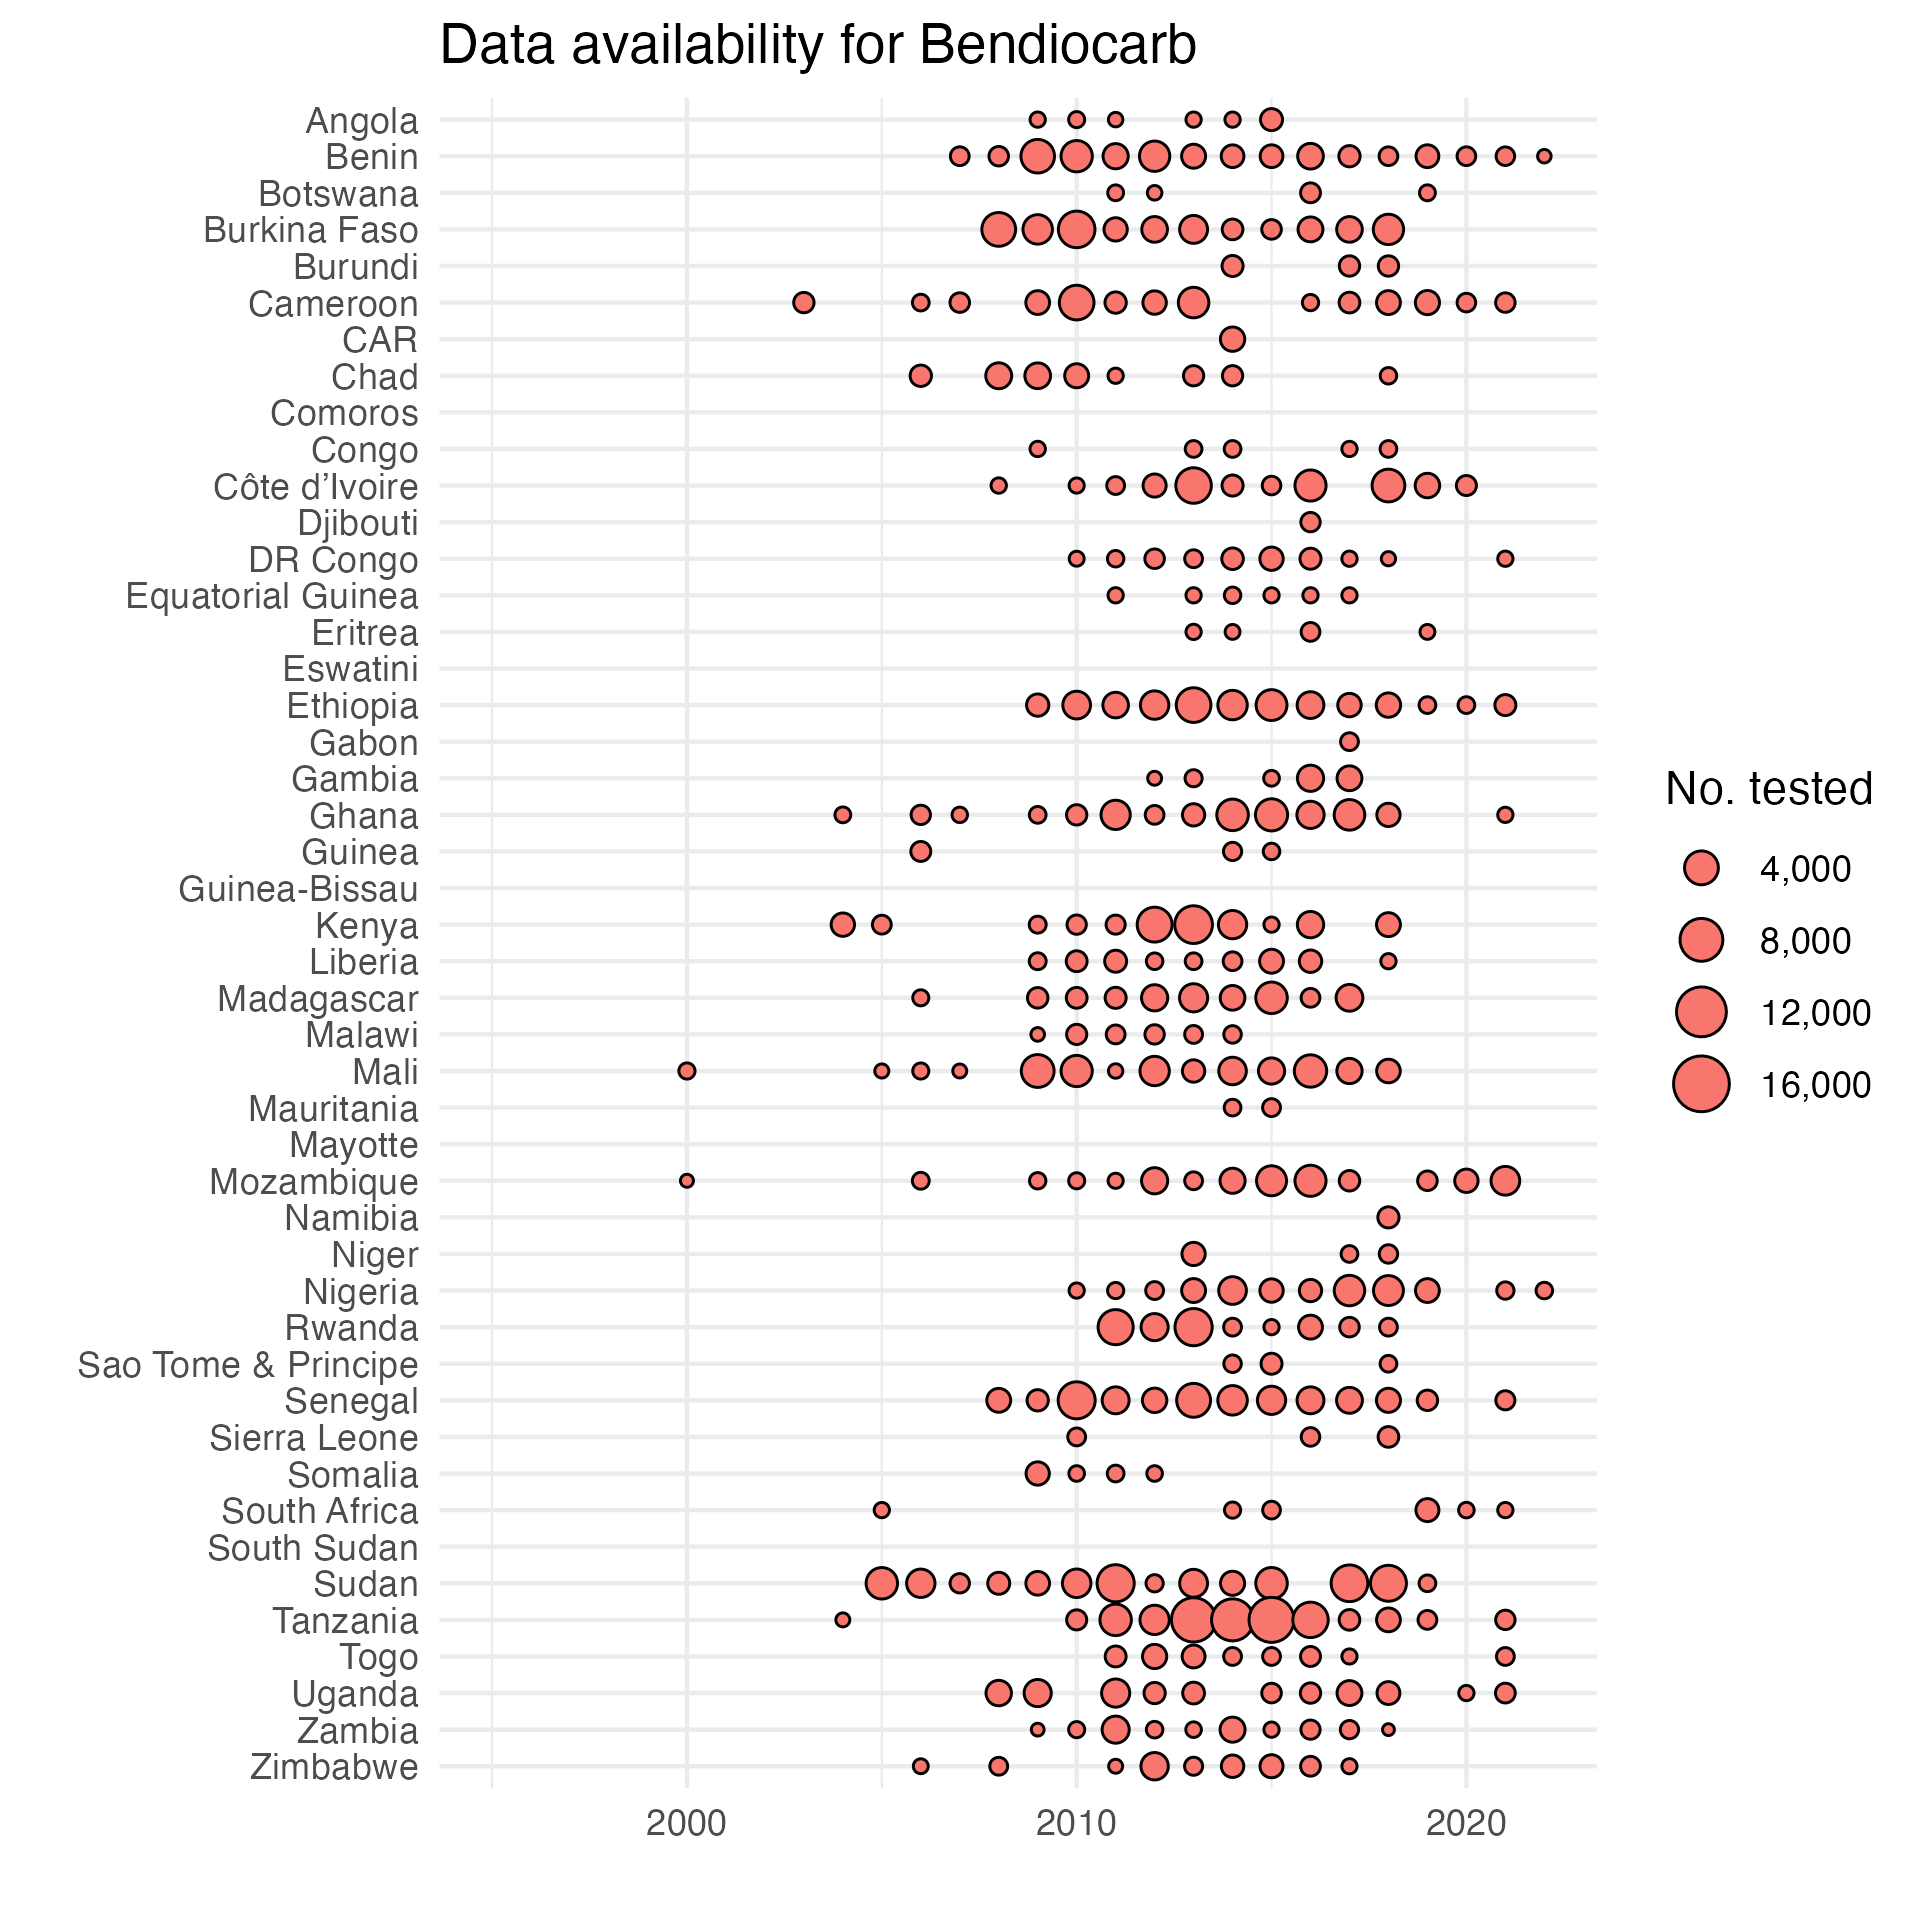 Data availability for Bendiocarb
Angola
Benin
Botswana
Burkina Faso
Burundi
Cameroon
CAR
Chad
Comoros
Congo
Côte d’Ivoire
Djibouti
DR Congo
Equatorial Guinea
Eritrea
Eswatini
Ethiopia
Gabon
Gambia
Ghana
Guinea
Guinea-Bissau
Kenya
Liberia
Madagascar
Malawi
Mali
Mauritania
Mayotte
Mozambique
Namibia
Niger
Nigeria
Rwanda
Sao Tome & Principe
Senegal
Sierra Leone
Somalia
South Africa
South Sudan
Sudan
Tanzania
Togo
Uganda
Zambia
Zimbabwe
2000 2010 2020
No. tested
4,000
8,000
12,000
16,000